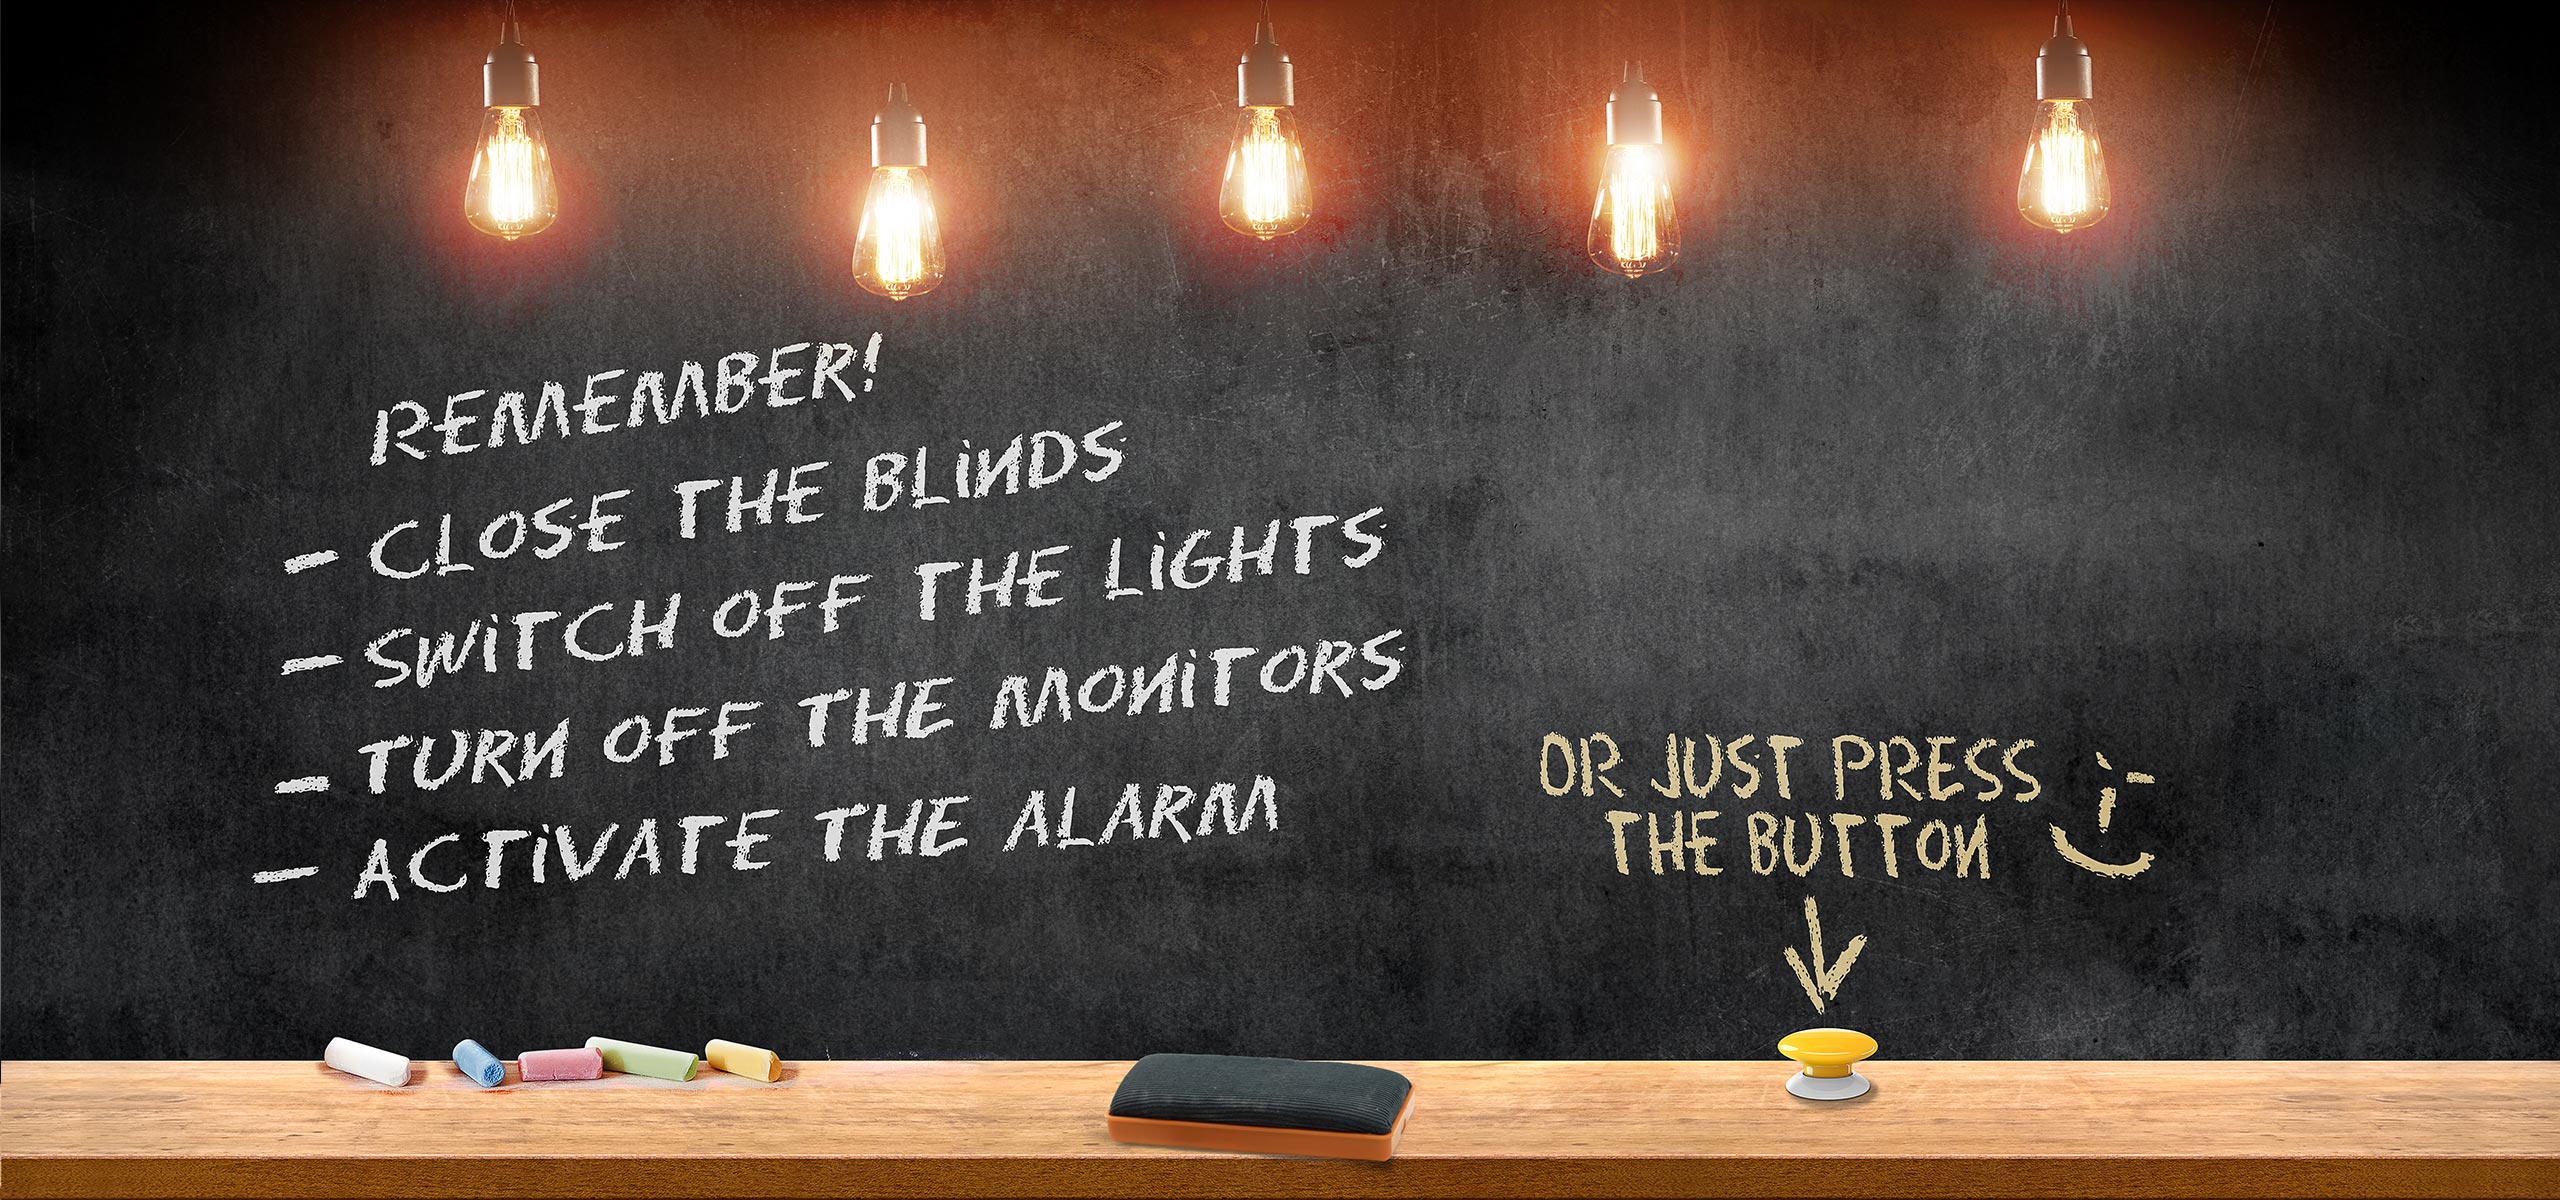 REMEMBER!
- CLOSE THE BLINDS
- SWITCH OFF THE LIGHTS
- TURN OFF THE MONITORS
- ACTIVATE THE ALARM
OR JUST PRESS
THE BUTTON